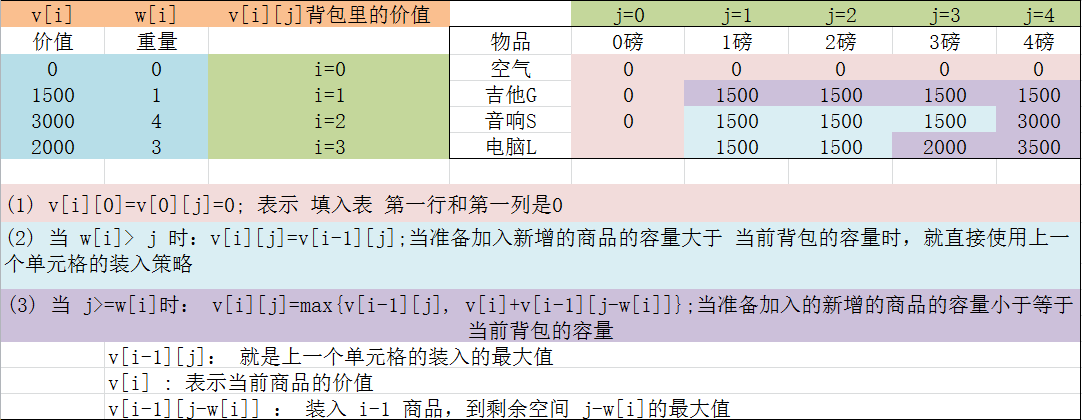 v[i] w[i] v[i][j]背包里的价值 j=0 j=1 j=2 j=3 j=4
价值 重量 物品 0磅 1磅 2磅 3磅 4磅
0 0 i=0 空气 0 0 0 0 0
1500 1 i=1 吉他G 0 1500 1500 1500 1500
3000 4 i=2 音响S 0 1500 1500 1500 3000
2000 3 i=3 电脑L 1500 1500 2000 3500
(1) v[i][0]=v[0][j]=0; 表示 填入表 第一行和第一列是0
(2) 当 w[i]> j 时: v[i][j]=v[i-1][j];当准备加入新增的商品的容量大于 当前背包的容量时, 就直接使用上一
个单元格的装入策略
(3) 当 j>=w[i]时: v[i][j]=max{v[i-1][j], v[i]+v[i-1][j-w[i]]};当准备加入的新增的商品的容量小于等于
当前背包的容量
v[i-1][j]: 就是上一个单元格的装入的最大值
v[i] : 表示当前商品的价值
v[i-1][j-w[i]] : 装入 i-1 商品, 到剩余空间 j-w[i]的最大值